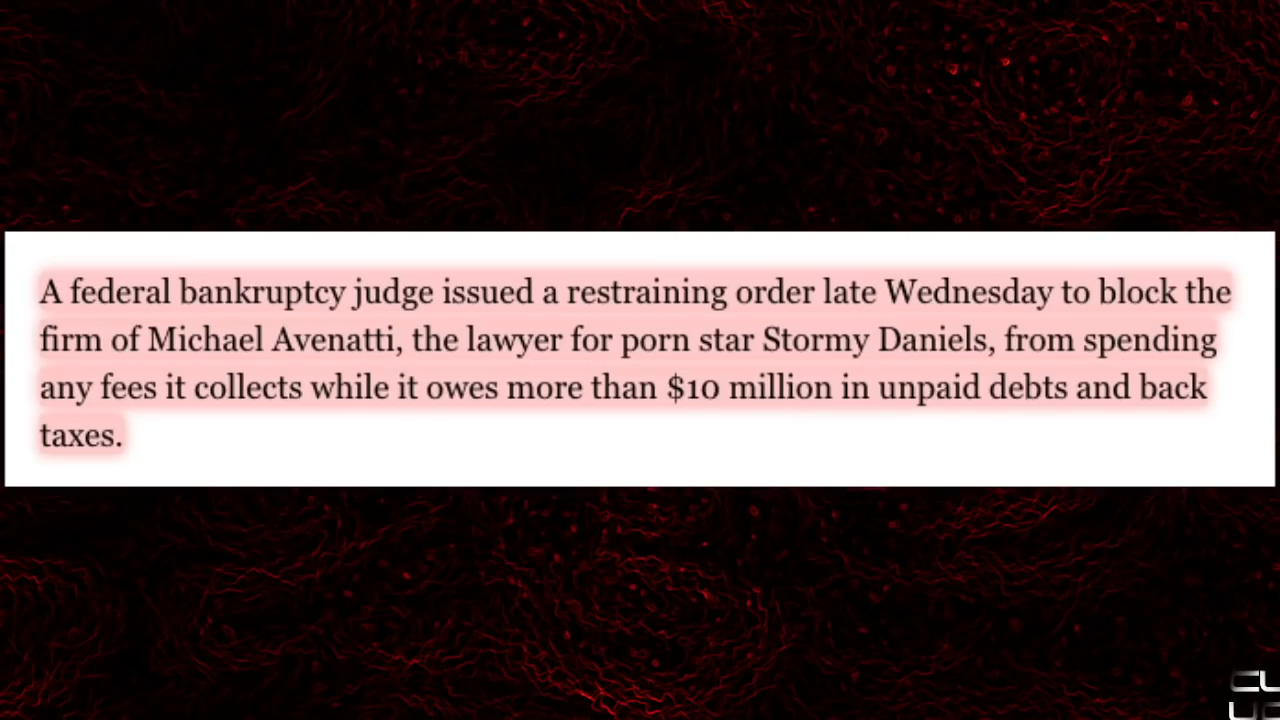 A federal bankruptcy judge issued a restraining order late Wednesday to block the
firm of Michael Avenatti, the lawyer for porn star Stormy Daniels, from spending
any fees it collects while it owes more than $10 million in unpaid debts and back
taxes.